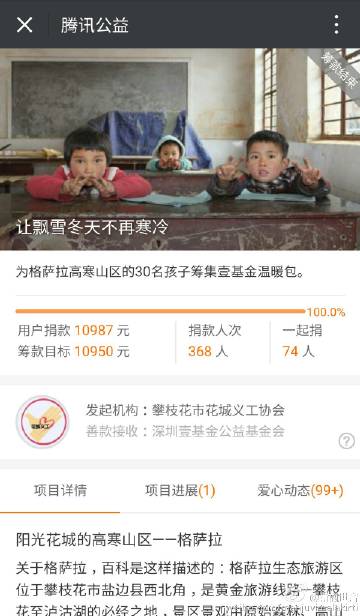 腾讯公益
筹款结束
让飘雪冬天不再寒冷
为格萨拉高寒山区的30名孩子筹集壹基金温暖包。
100.0%
用户捐款 10987 元
捐款人次
一起捐
筹款目标 10950 元
368 人
74 人
花城义工
发起机构：攀枝花市花城义工协会
善款接收：深圳壹基金公益基金会
项目详情
项目进展(1)
爱心动态(99+)
阳光花城的高寒山区——格萨拉
关于格萨拉，百科是这样描述的：格萨拉生态旅游区
位于攀枝花市盐边县西北角，是黄金旅游线路—攀枝
花至泸沽湖的必经之地，景区景观由原始森林、高山